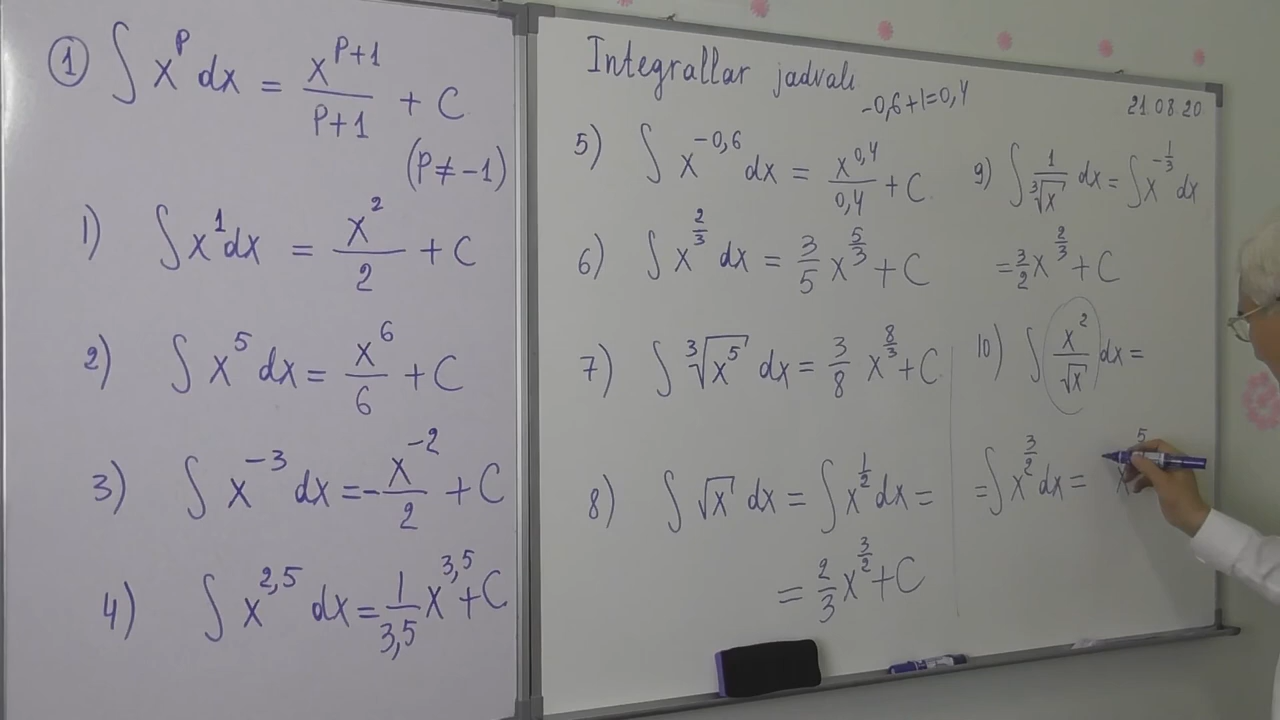 ① ∫ x^p dx = x^(p+1)/(p+1) + C
(p ≠ -1)
1) ∫ x^1 dx = x^2/2 + C
2) ∫ x^5 dx = x^6/6 + C
3) ∫ x^(-3) dx = -x^(-2)/2 + C
4) ∫ x^(2,5) dx = 1/3,5 x^(3,5) + C
Integrallar jadvali
-0,6+1=0,4
21.08.20
5) ∫ x^(-0,6) dx = x^(0,4)/0,4 + C
6) ∫ x^(2/3) dx = 3/5 x^(5/3) + C
7) ∫ ∛(x^5) dx = 3/8 x^(8/3) + C
8) ∫ √x dx = ∫ x^(1/2) dx =
= 2/3 x^(3/2) + C
9) ∫ 1/∛x dx = ∫ x^(-1/3) dx
= 3/2 x^(2/3) + C
10) ∫ x^2/√x dx =
= ∫ x^(3/2) dx = x^5